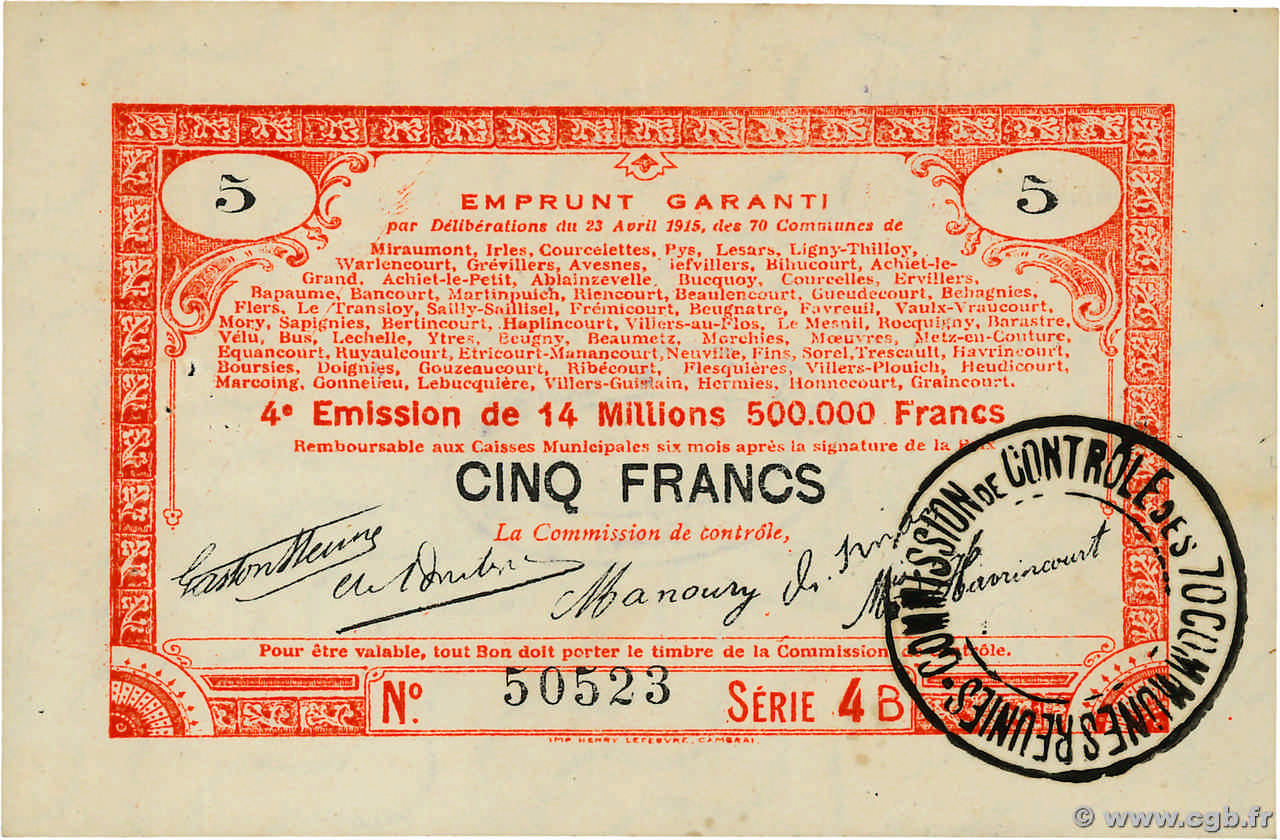 5 5
EMPRUNT GARANTI
par Délibérations du 23 Avril 1915, des 70 Communes de
Miraumont, Irles, Courcelettes, Pys, Lesars, Ligny-Thilloy,
Warlencourt, Grévillers, Avesnes, iefvillers, Bihucourt, Achiet-le-
Grand, Achiet-le-Petit, Ablainzevelle, Bucquoy, Courcelles, Ervillers,
Bapaume, Bancourt, Martinpuich, Riencourt, Beaulencourt, Gueudecourt, Behagnies,
Flers, Le Transloy, Sailly-Saillisel, Frémicourt, Beugnatre, Favreuil, Vaulx-Vraucourt,
Mory, Sapignies, Bertincourt, Haplincourt, Villers-au-Flos, Le Mesnil, Rocquigny, Barastre,
Vélu, Bus, Lechelle, Ytres, Beugny, Beaumetz, Morchies, Mœuvres, Metz-en-Couture,
Equancourt, Ruyaulcourt, Etricourt-Manancourt, Neuville, Fins, Sorel, Trescault, Havrincourt,
Boursies, Doignies, Gouzeaucourt, Ribécourt, Flesquières, Villers-Plouich, Heudicourt,
Marcoing, Gonnelieu, Lebucquière, Villers-Guislain, Hermies, Honnecourt, Graincourt.
4e Emission de 14 Millions 500.000 Francs
Remboursable aux Caisses Municipales six mois après la signature de la
CINQ FRANCS
La Commission de contrôle,
Manoury Havrincourt
Pour être valable, tout Bon doit porter le timbre de la Commission de Contrôle.
No. 50523 SÉRIE 4 B
IMP. HENRY LEFEBVRE, CAMBRAI.
COMMISSION DE CONTRÔLE DES 70 COMMUNES RÉUNIES
© www.cgb.fr